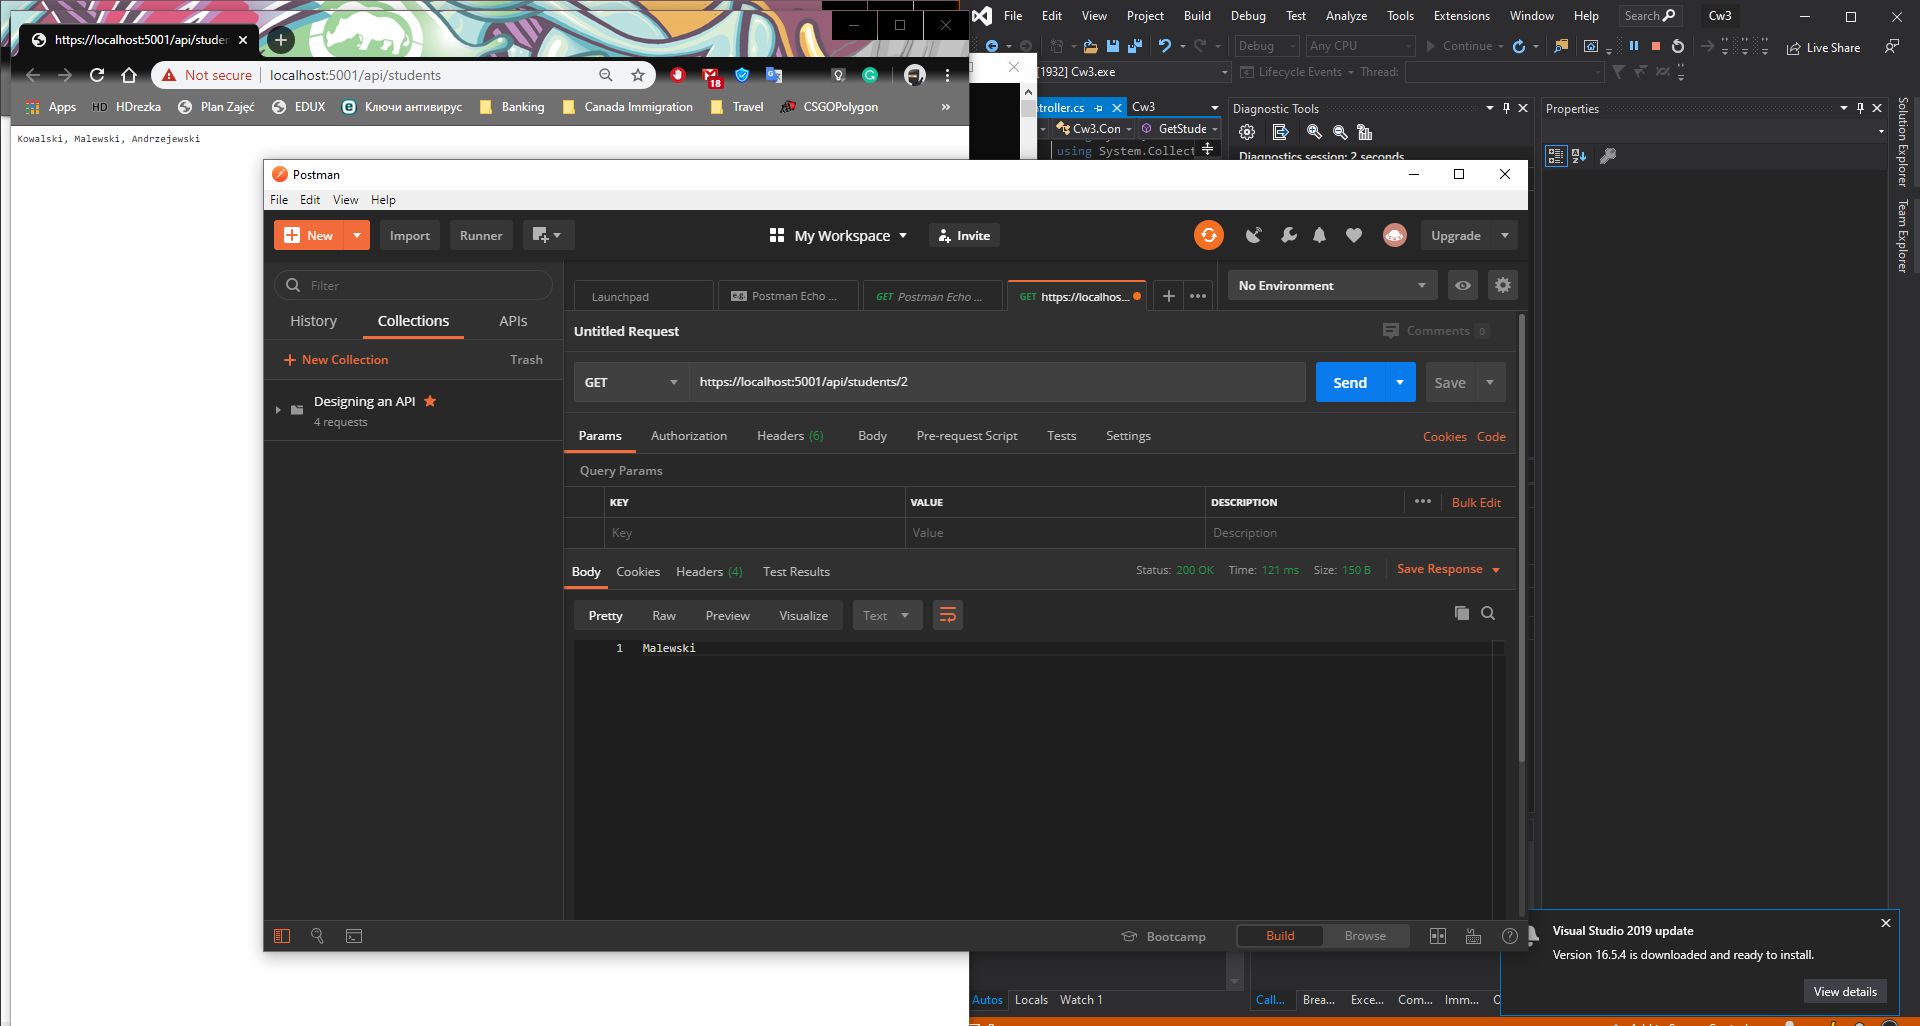 https://localhost:5001/api/studen
Not secure
localhost:5001/api/students
18
Apps
HD HDrezka
Plan Zajęć
EDUX
Ключи антивирус
Banking
Canada Immigration
Travel
CSGOPolygon
»
Kowalski, Malewski, Andrzejewski
File Edit View Project Build Debug Test Analyze Tools Extensions Window Help
Search
Cw3
Debug
Any CPU
Continue
Live Share
[1932] Cw3.exe
Lifecycle Events
Thread:
ntroller.cs
Cw3
Cw3.Con
GetStude
using System.Collect
Diagnostic Tools
Diagnostics session: 2 seconds
Properties
Solution Explorer
Team Explorer
Postman
File Edit View Help
New
Import
Runner
My Workspace
Invite
Upgrade
Filter
History
Collections
APIs
New Collection
Trash
Designing an API
4 requests
Launchpad
e.g. Postman Echo ...
GET Postman Echo ...
GET https://localhos...
No Environment
Untitled Request
Comments 0
GET
https://localhost:5001/api/students/2
Send
Save
Params
Authorization
Headers (6)
Body
Pre-request Script
Tests
Settings
Cookies
Code
Query Params
KEY
VALUE
DESCRIPTION
Bulk Edit
Key
Value
Description
Body
Cookies
Headers (4)
Test Results
Status: 200 OK
Time: 121 ms
Size: 150 B
Save Response
Pretty
Raw
Preview
Visualize
Text
1 Malewski
Bootcamp
Build
Browse
Visual Studio 2019 update
Version 16.5.4 is downloaded and ready to install.
View details
Autos
Locals
Watch 1
Call...
Brea...
Exce...
Com...
Imm...